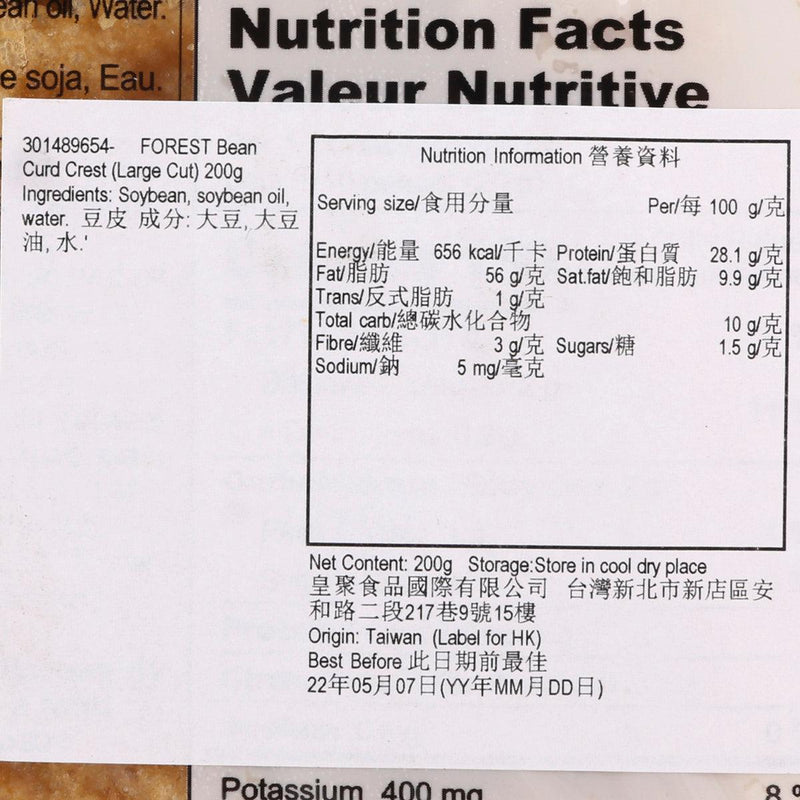 ean oil, Water.
e soja, Eau.
Nutrition Facts
Valeur Nutritive
301489654- FOREST Bean
Curd Crest (Large Cut) 200g
Ingredients: Soybean, soybean oil,
water. 豆皮 成分: 大豆, 大豆
油, 水.'
Nutrition Information 營養資料
Serving size/食用分量 Per/每 100 g/克
Energy/能量 656 kcal/千卡 Protein/蛋白質 28.1 g/克
Fat/脂肪 56 g/克 Sat.fat/飽和脂肪 9.9 g/克
Trans/反式脂肪 1 g/克
Total carb/總碳水化合物 10 g/克
Fibre/纖維 3 g/克 Sugars/糖 1.5 g/克
Sodium/鈉 5 mg/毫克
Net Content: 200g Storage:Store in cool dry place
皇聚食品國際有限公司 台灣新北市新店區安
和路二段217巷9號15樓
Origin: Taiwan (Label for HK)
Best Before 此日期前最佳
22年05月07日(YY年MM月DD日)
Potassium 400 mg 8 %